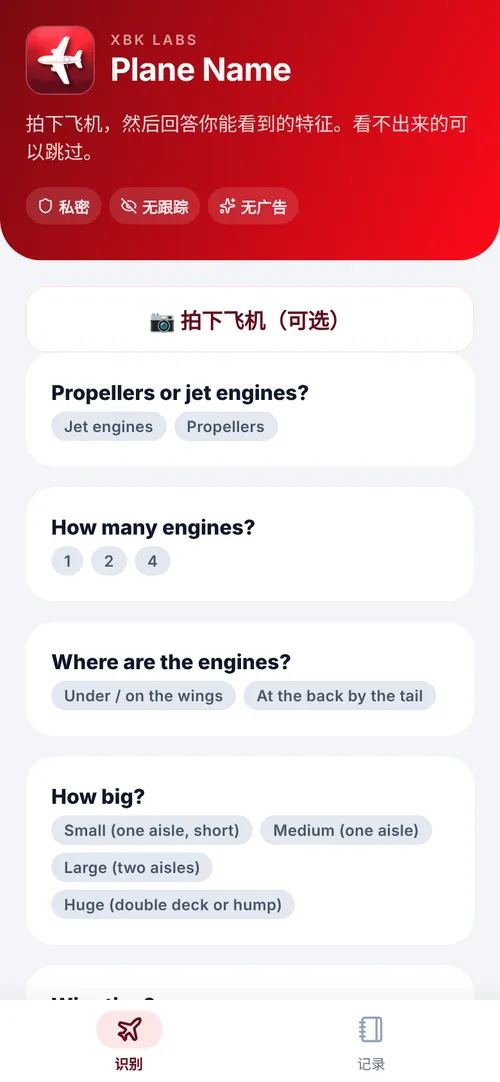 XBK LABS
Plane Name
拍下飞机，然后回答你能看到的特征。看不出来的可
以跳过。
私密 无跟踪 无广告
拍下飞机（可选）
Propellers or jet engines?
Jet engines Propellers
How many engines?
1 2 4
Where are the engines?
Under / on the wings At the back by the tail
How big?
Small (one aisle, short) Medium (one aisle)
Large (two aisles)
Huge (double deck or hump)
识别 记录